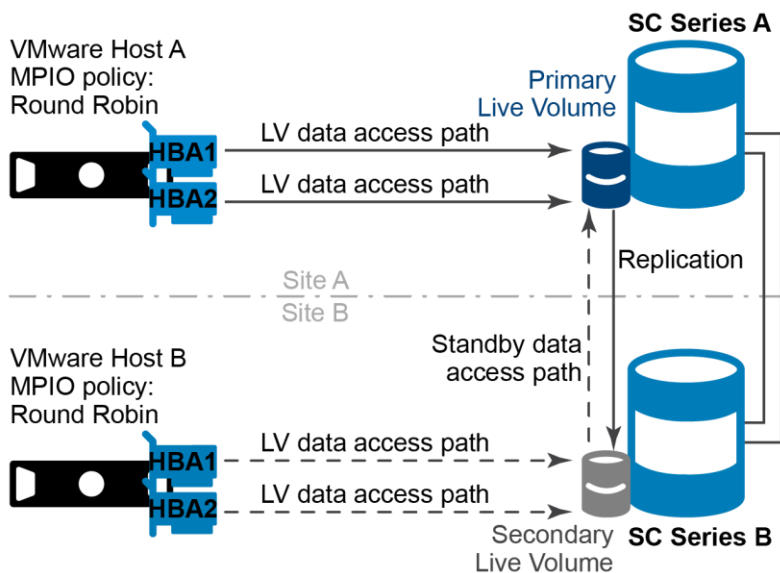 SC Series A
VMware Host A
MPIO policy:
Round Robin
Primary
Live Volume
HBA1
LV data access path
HBA2
LV data access path
Replication
Site A
Site B
VMware Host B
MPIO policy:
Round Robin
Standby data
access path
HBA1
LV data access path
HBA2
LV data access path
Secondary
Live Volume
SC Series B